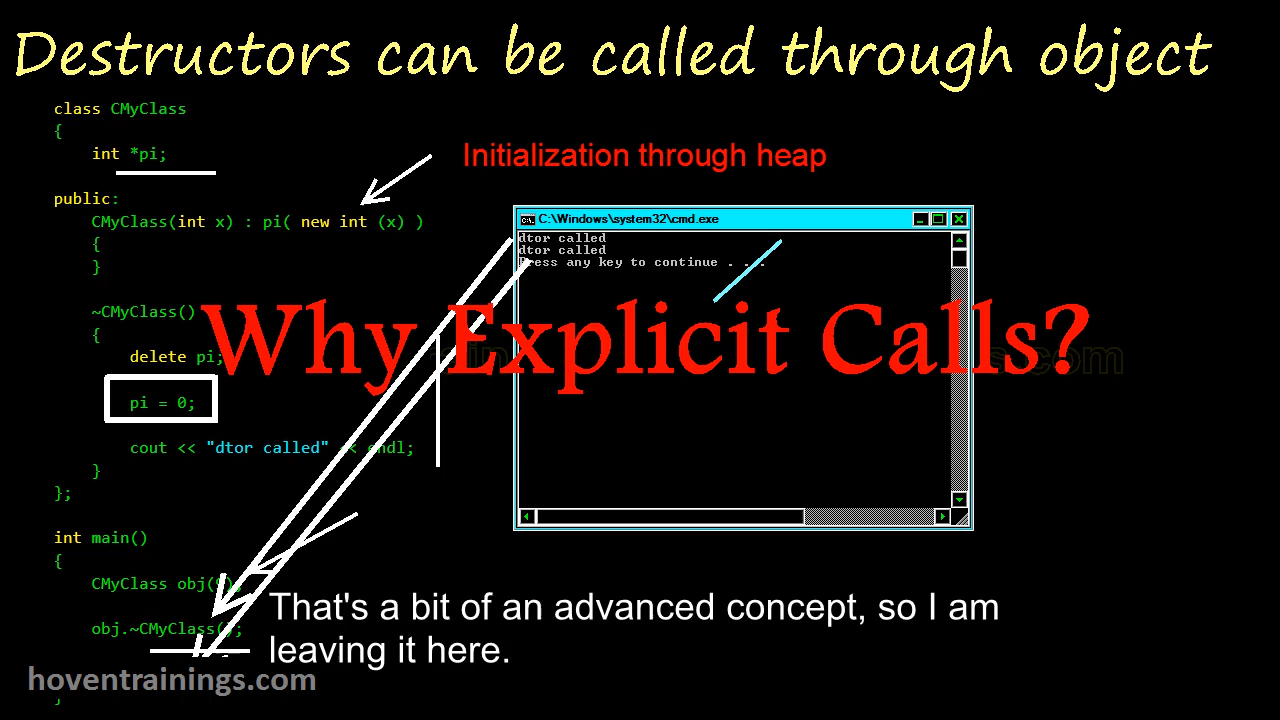 Destructors can be called through object
class CMyClass
{
int *pi;
public:
CMyClass(int x) : pi( new int (x) )
{
}
~CMyClass()
{
delete pi;
pi = 0;
cout << "dtor called" << endl;
}
};
int main()
{
CMyClass obj(9);
obj.~CMyClass();
}
Initialization through heap
C:\Windows\system32\cmd.exe
dtor called
dtor called
Press any key to continue . . .
Why Explicit Calls?
That's a bit of an advanced concept, so I am
leaving it here.
hoventrainings.com